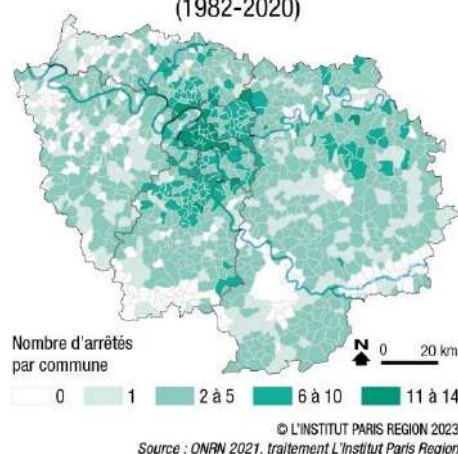 (1982-2020)
Nombre d'arrêtés
par commune
N 0 20 km
0 1 2 à 5 6 à 10 11 à 14
© L'INSTITUT PARIS REGION 2023
Source : ONRN 2021, traitement L'Institut Paris Region